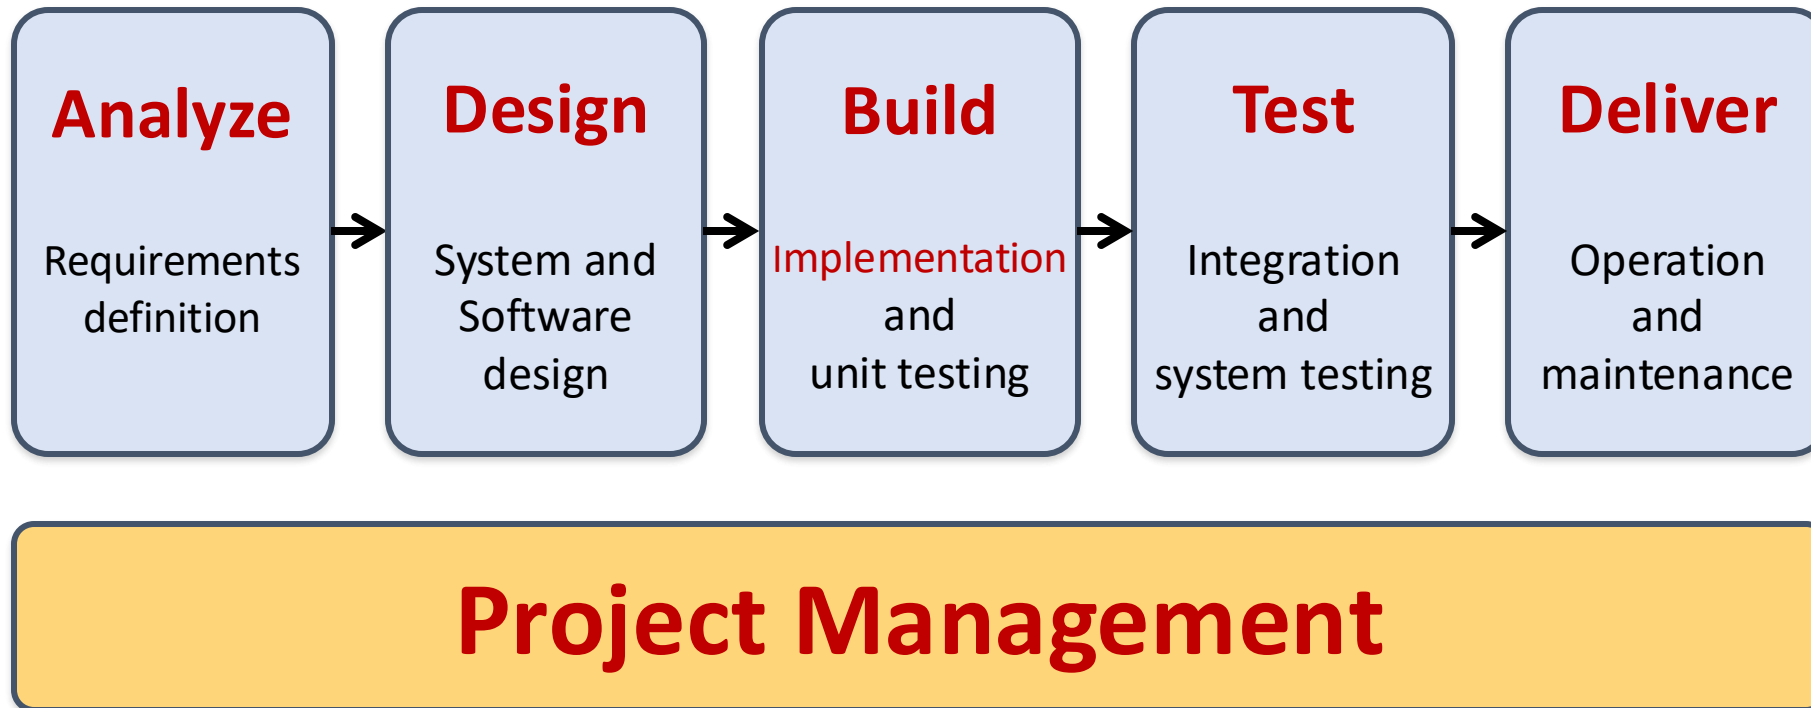 Analyze
Requirements
definition
Design
System and
Software
design
Build
Implementation
and
unit testing
Test
Integration
and
system testing
Deliver
Operation
and
maintenance
Project Management